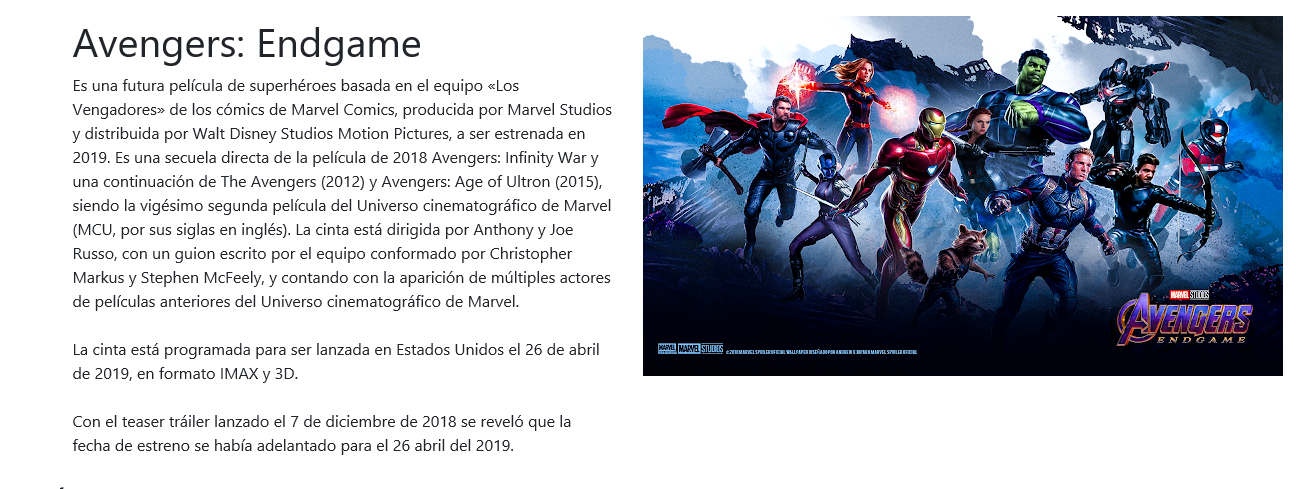 Avengers: Endgame
Es una futura película de superhéroes basada en el equipo «Los
Vengadores» de los cómics de Marvel Comics, producida por Marvel Studios
y distribuida por Walt Disney Studios Motion Pictures, a ser estrenada en
2019. Es una secuela directa de la película de 2018 Avengers: Infinity War y
una continuación de The Avengers (2012) y Avengers: Age of Ultron (2015),
siendo la vigésimo segunda película del Universo cinematográfico de Marvel
(MCU, por sus siglas en inglés). La cinta está dirigida por Anthony y Joe
Russo, con un guion escrito por el equipo conformado por Christopher
Markus y Stephen McFeely, y contando con la aparición de múltiples actores
de películas anteriores del Universo cinematográfico de Marvel.
La cinta está programada para ser lanzada en Estados Unidos el 26 de abril
de 2019, en formato IMAX y 3D.
Con el teaser tráiler lanzado el 7 de diciembre de 2018 se reveló que la
fecha de estreno se había adelantado para el 26 abril del 2019.
MARVEL STUDIOS
AVENGERS
ENDGAME
MARVEL STUDIOS